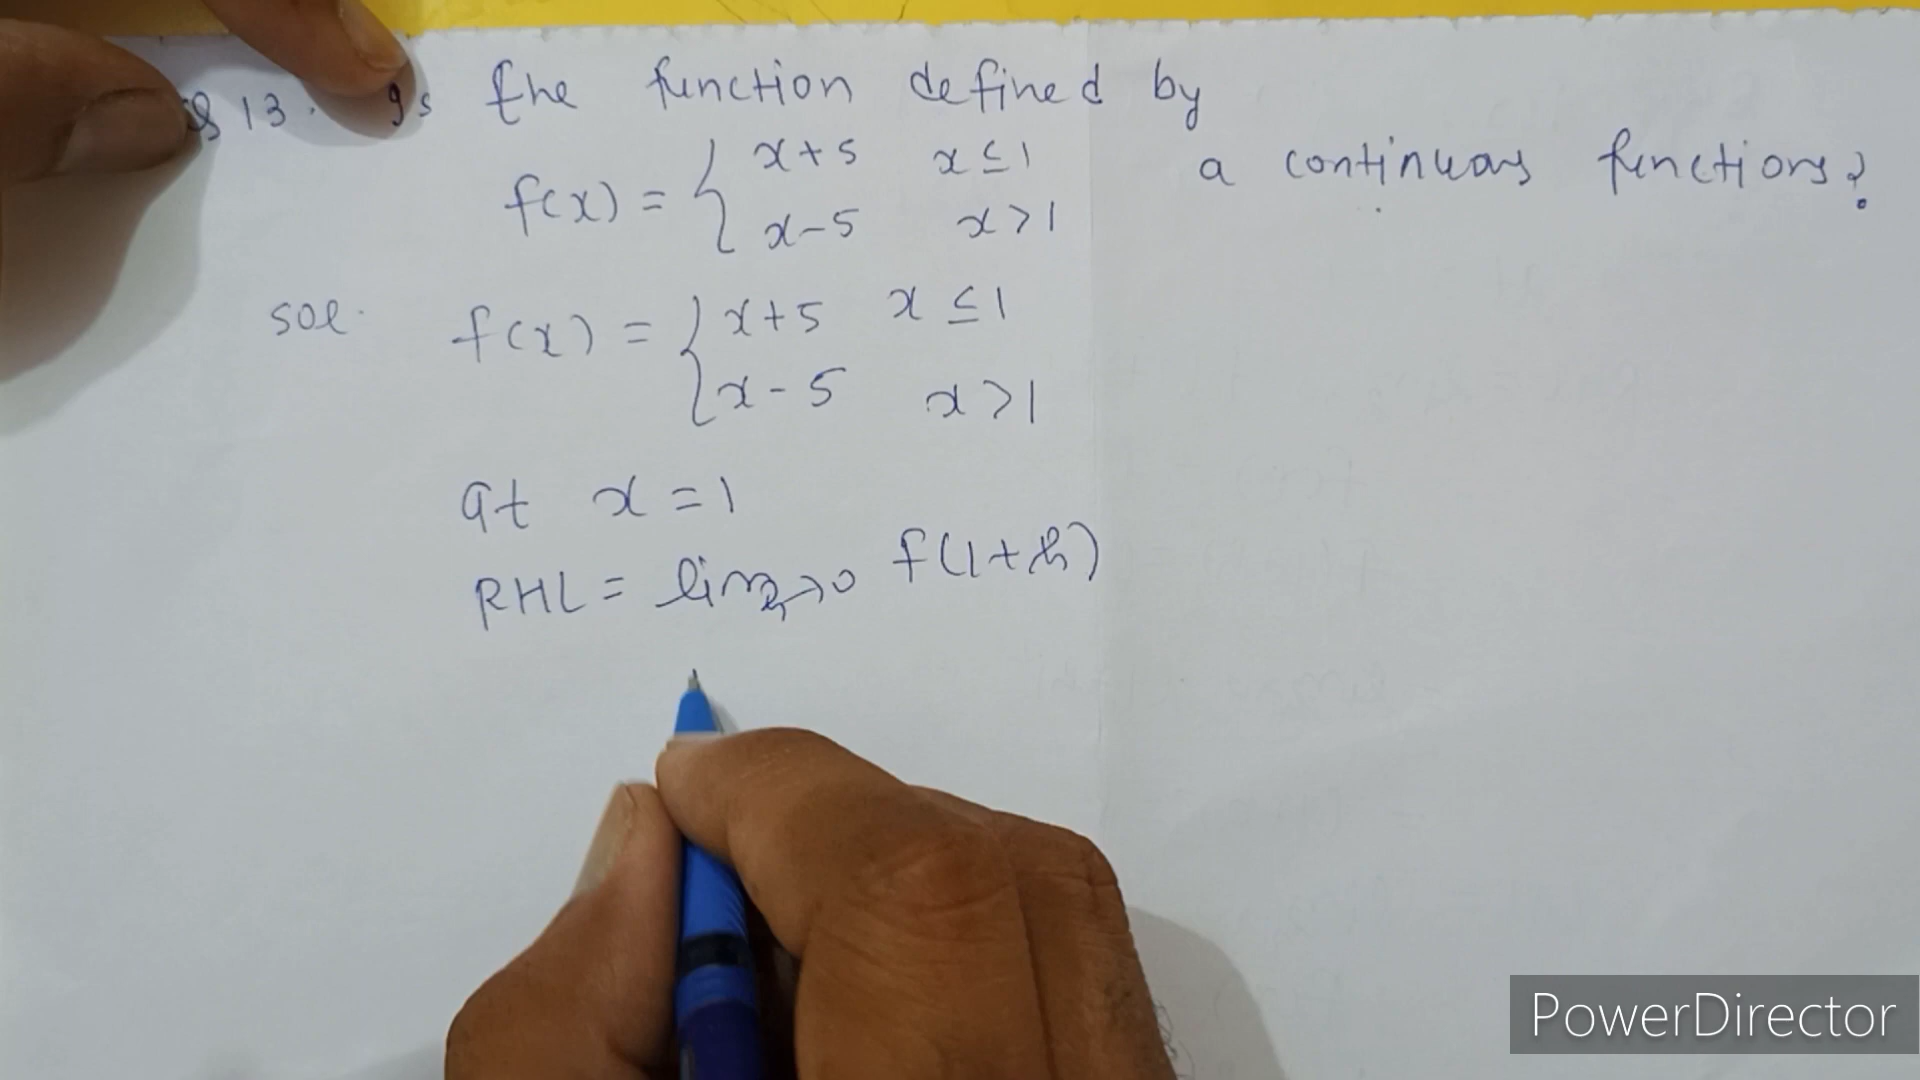 Q 13. Is the function defined by
f(x) = { x+5 x ≤ 1
a continuous functions?
x-5 x > 1
sol. f(x) = { x+5 x ≤ 1
x-5 x > 1
at x = 1
RHL = lim h→0 f(1+h)
PowerDirector